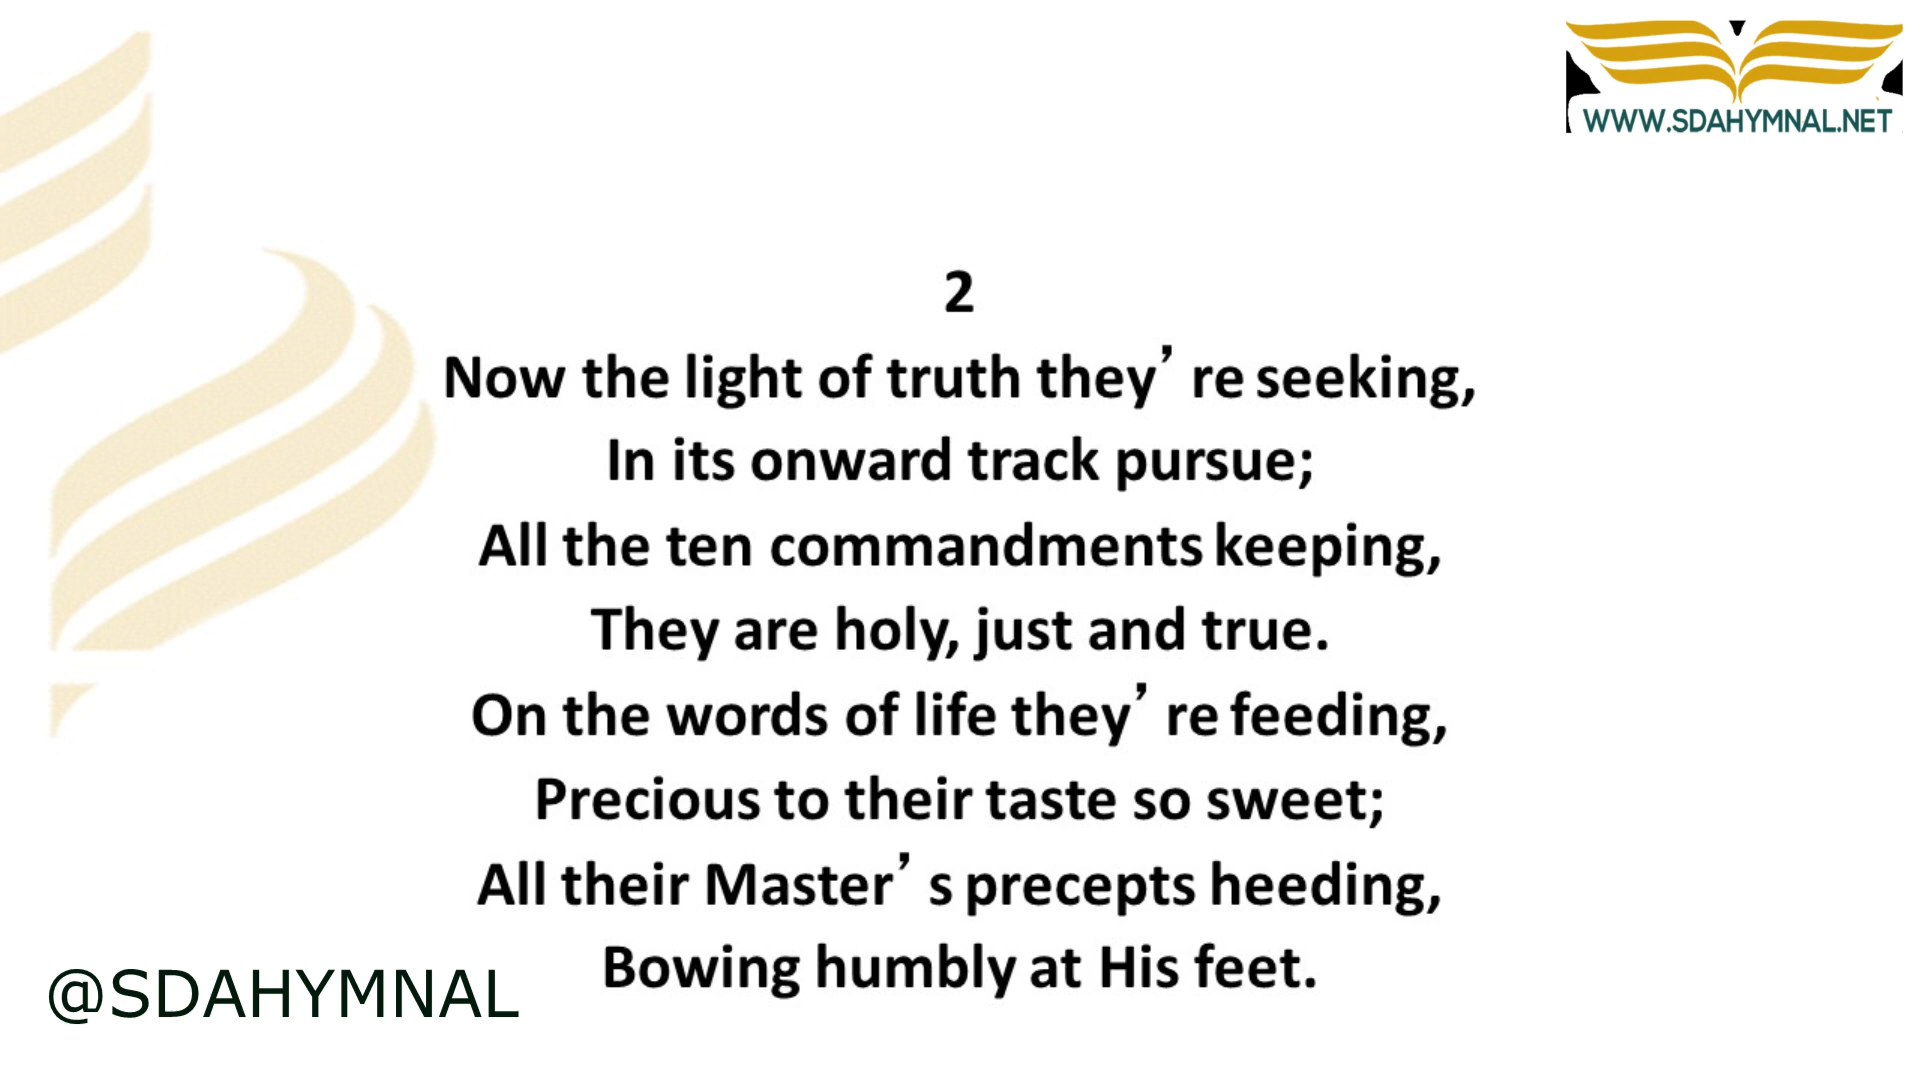 WWW.SDAHYMNAL.NET
2
Now the light of truth they’ re seeking,
In its onward track pursue;
All the ten commandments keeping,
They are holy, just and true.
On the words of life they’ re feeding,
Precious to their taste so sweet;
All their Master’ s precepts heeding,
Bowing humbly at His feet.
@SDAHYMNAL